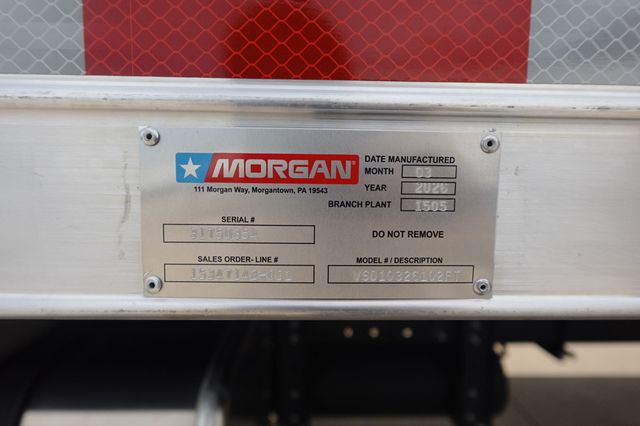 MORGAN
111 Morgan Way, Morgantown, PA 19543
DATE MANUFACTURED
MONTH 03
YEAR 2026
BRANCH PLANT 1505
SERIAL #
DO NOT REMOVE
SALES ORDER- LINE #
MODEL # / DESCRIPTION
VSD10326102FT